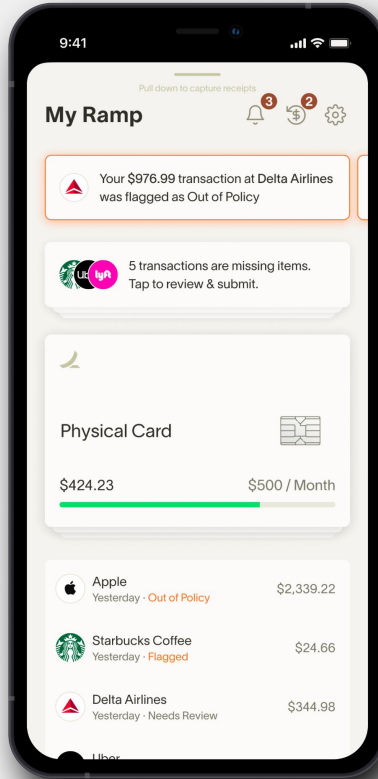 9:41
Pull down to capture receipts
My Ramp
3
2
Your $976.99 transaction at Delta Airlines
was flagged as Out of Policy
Ub
lyft
5 transactions are missing items.
Tap to review & submit.
Physical Card
$424.23
$500 / Month
Apple
$2,339.22
Yesterday · Out of Policy
Starbucks Coffee
$24.66
Yesterday · Flagged
Delta Airlines
$344.98
Yesterday · Needs Review
Uber